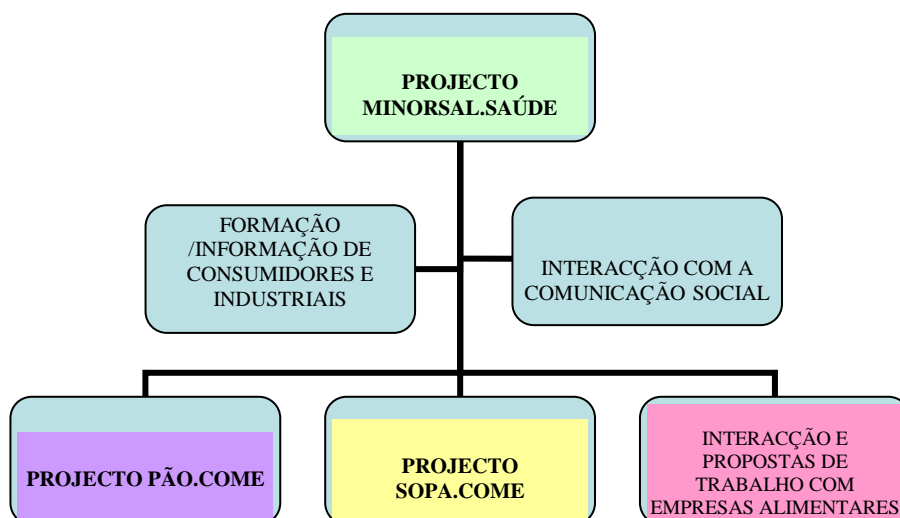 PROJECTO
MINORSAL.SAÚDE
FORMAÇÃO
/INFORMAÇÃO DE
CONSUMIDORES E
INDUSTRIAIS
INTERACÇÃO COM A
COMUNICAÇÃO SOCIAL
PROJECTO PÃO.COME
PROJECTO
SOPA.COME
INTERACÇÃO E
PROPOSTAS DE
TRABALHO COM
EMPRESAS ALIMENTARES